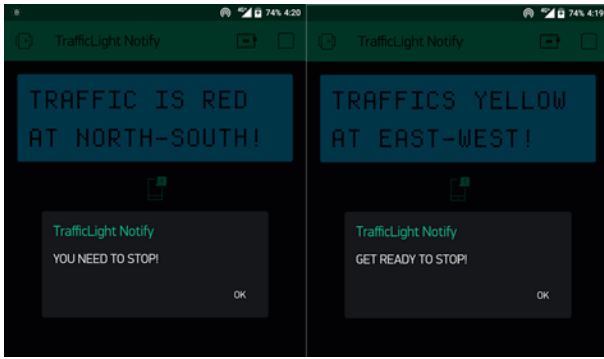 74% 4:20
TrafficLight Notify
TRAFFIC IS RED
AT NORTH-SOUTH!
TrafficLight Notify
YOU NEED TO STOP!
OK
74% 4:19
TrafficLight Notify
TRAFFICS YELLOW
AT EAST-WEST!
TrafficLight Notify
GET READY TO STOP!
OK